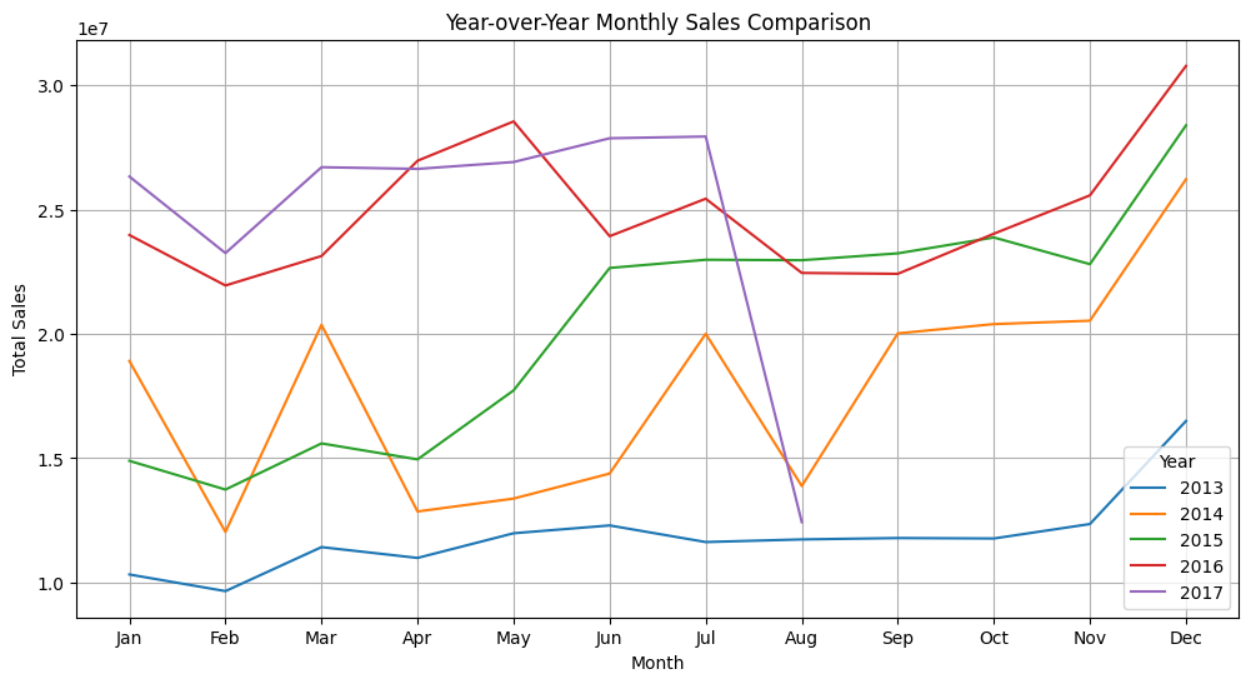 Year-over-Year Monthly Sales Comparison
1e7
3.0
2.5
2.0
1.5
1.0
Total Sales
Jan Feb Mar Apr May Jun Jul Aug Sep Oct Nov Dec
Month
Year
2013
2014
2015
2016
2017